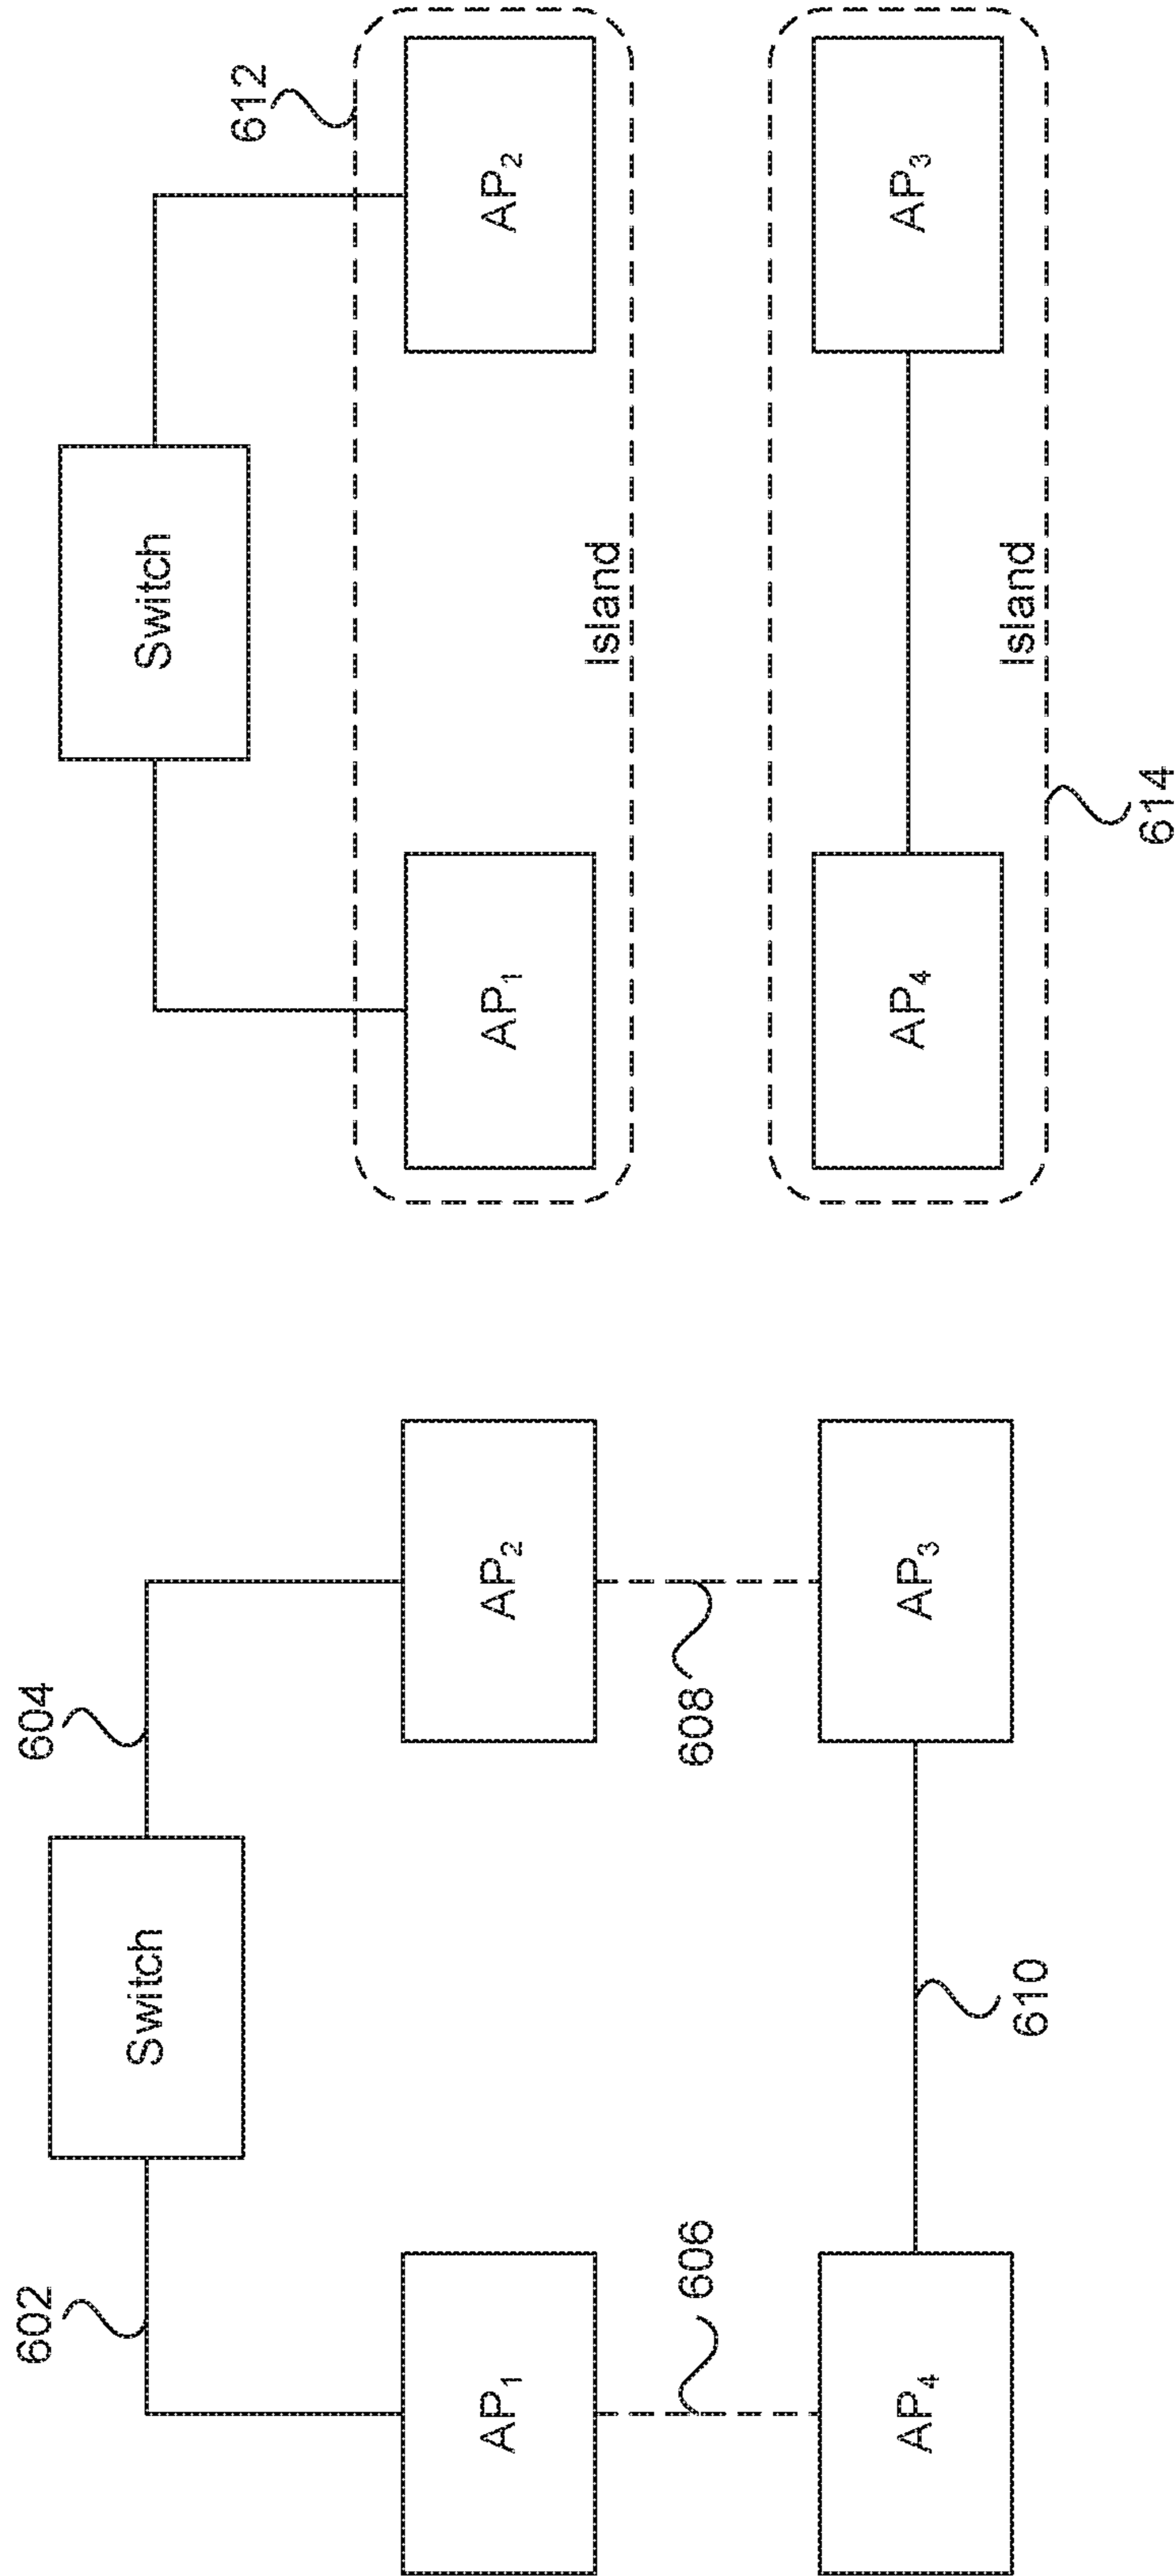 602
604
Switch
AP₁
AP₂
606
608
AP₄
AP₃
610
Switch
612
AP₁
AP₂
Island
AP₄
AP₃
Island
614